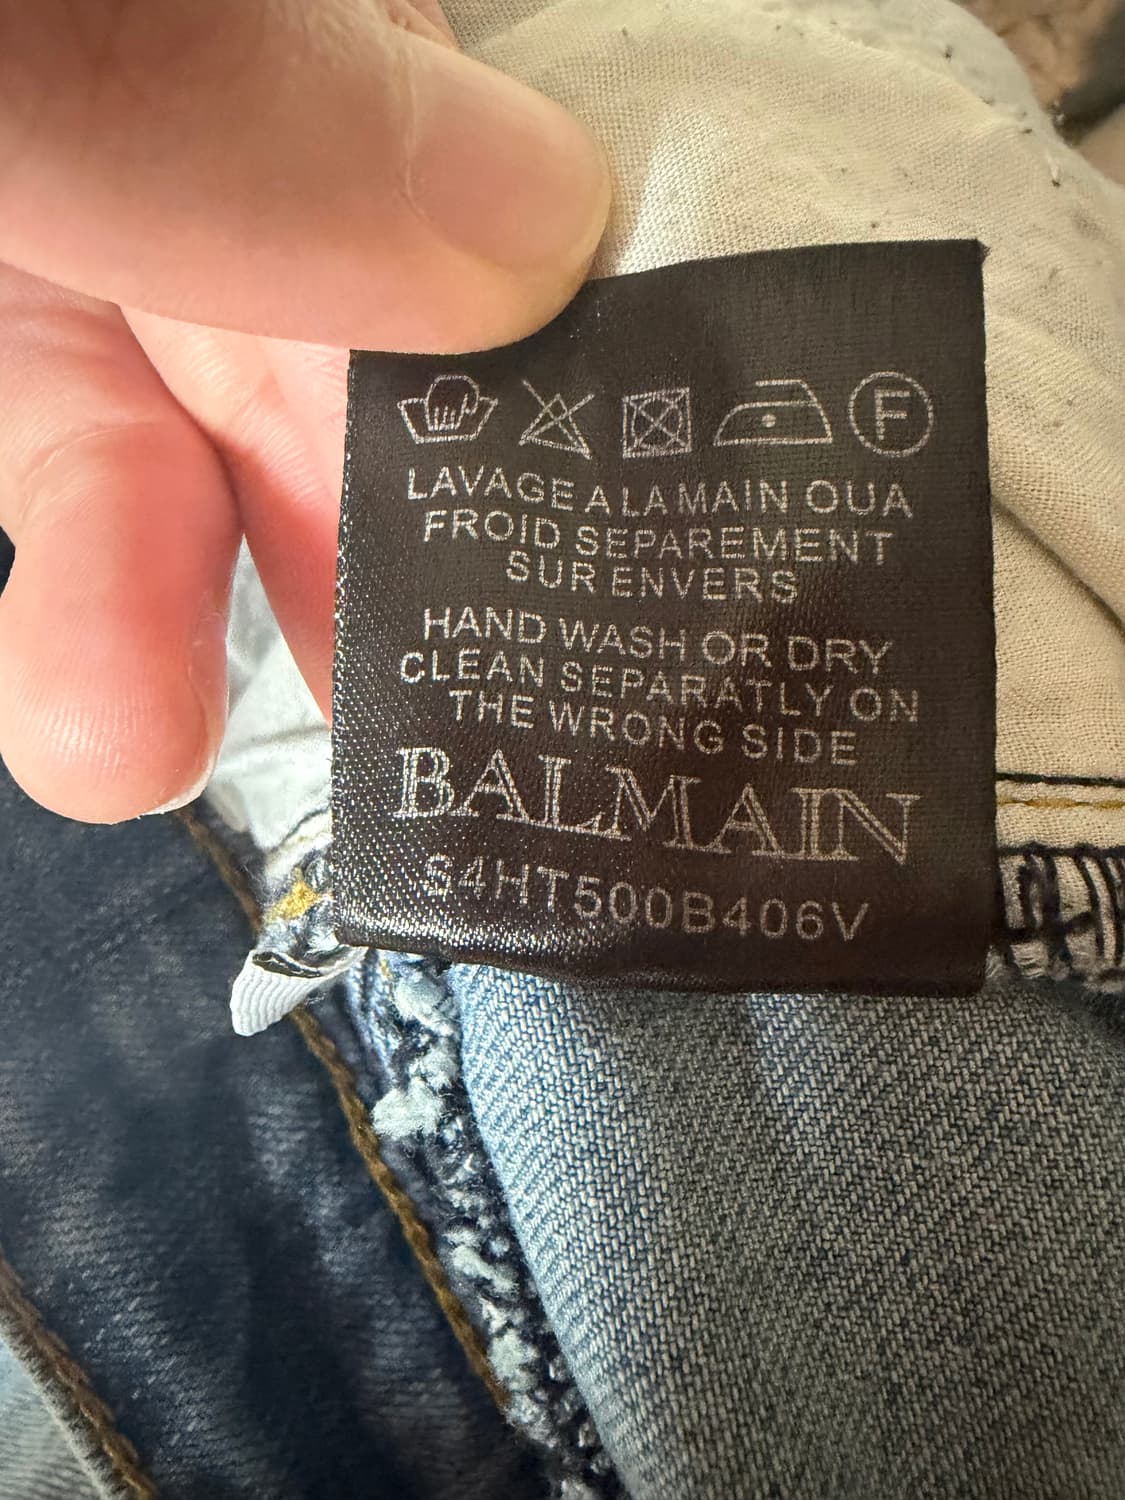 F
LAVAGE A LA MAIN OUA
FROID SEPAREMENT
SUR ENVERS
HAND WASH OR DRY
CLEAN SEPARATLY ON
THE WRONG SIDE
BALMAIN
S4HT500B406V